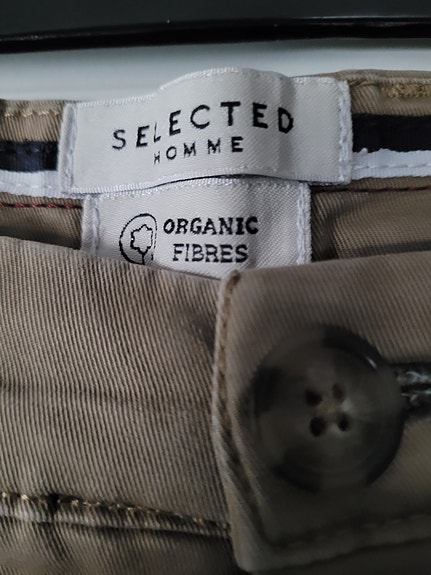 SELECTED
HOMME
ORGANIC
FIBRES